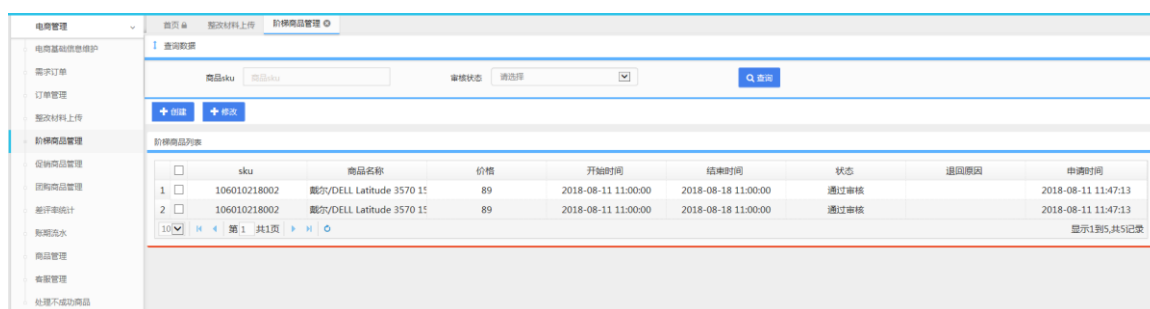 电商管理
首页 整改材料上传 阶梯商品管理
电商基础信息维护
查询数据
需求订单
商品sku 商品sku 审核状态 请选择 查询
订单管理
整改材料上传
创建 修改
阶梯商品管理
阶梯商品列表
促销商品管理
sku 商品名称 价格 开始时间 结束时间 状态 退回原因 申请时间
团购商品管理
1 106010218002 戴尔/DELL Latitude 3570 15 89 2018-08-11 11:00:00 2018-08-18 11:00:00 通过审核 2018-08-11 11:47:13
差评率统计
2 106010218002 戴尔/DELL Latitude 3570 15 89 2018-08-11 11:00:00 2018-08-18 11:00:00 通过审核 2018-08-11 11:47:13
账期流水
10 第 1 共1页 显示1到5,共5记录
商品管理
客服管理
处理不成功商品